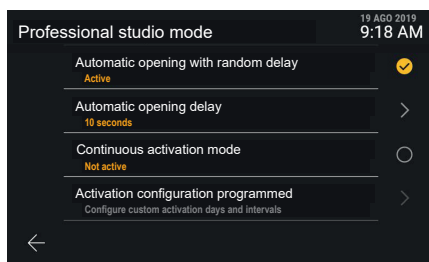 19 AGO 2019
Professional studio mode
9:18 AM
Automatic opening with random delay
Active
Automatic opening delay
10 seconds
Continuous activation mode
Not active
Activation configuration programmed
Configure custom activation days and intervals